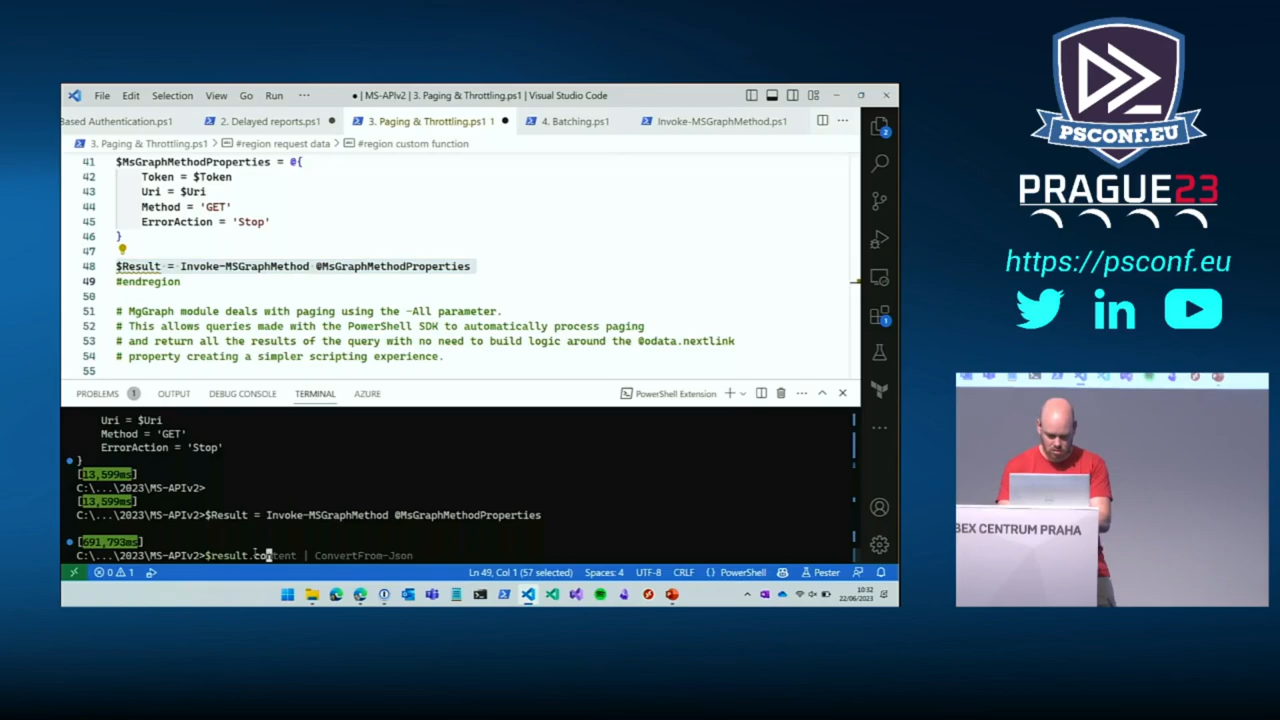 File Edit Selection View Go Run ··· ● | MS-APIv2 | 3. Paging & Throttling.ps1 | Visual Studio Code
Based Authentication.ps1 2. Delayed reports.ps1 ● 3. Paging & Throttling.ps1 1 ● 4. Batching.ps1 Invoke-MSGraphMethod.ps1
3. Paging & Throttling.ps1 > #region request data > #region custom function
41 $MsGraphMethodProperties = @{
42 Token = $Token
43 Uri = $Uri
44 Method = 'GET'
45 ErrorAction = 'Stop'
46 }
47
48 $Result = Invoke-MSGraphMethod @MsGraphMethodProperties
49 #endregion
50
51 # MgGraph module deals with paging using the -All parameter.
52 # This allows queries made with the PowerShell SDK to automatically process paging
53 # and return all the results of the query with no need to build logic around the @odata.nextlink
54 # property creating a simpler scripting experience.
55
PROBLEMS 1 OUTPUT DEBUG CONSOLE TERMINAL AZURE PowerShell Extension
Uri = $Uri
Method = 'GET'
ErrorAction = 'Stop'
}
[13,599ms]
C:\...\2023\MS-APIv2>
[13,599ms]
C:\...\2023\MS-APIv2>$Result = Invoke-MSGraphMethod @MsGraphMethodProperties
[691,793ms]
C:\...\2023\MS-APIv2>$result.content | ConvertFrom-Json
0 1 Ln 49, Col 1 (57 selected) Spaces: 4 UTF-8 CRLF {} PowerShell Pester
10:32
22/06/2023
PSCONF.EU
PRAGUE23
https://psconf.eu
in
BEX CENTRUM PRAHA